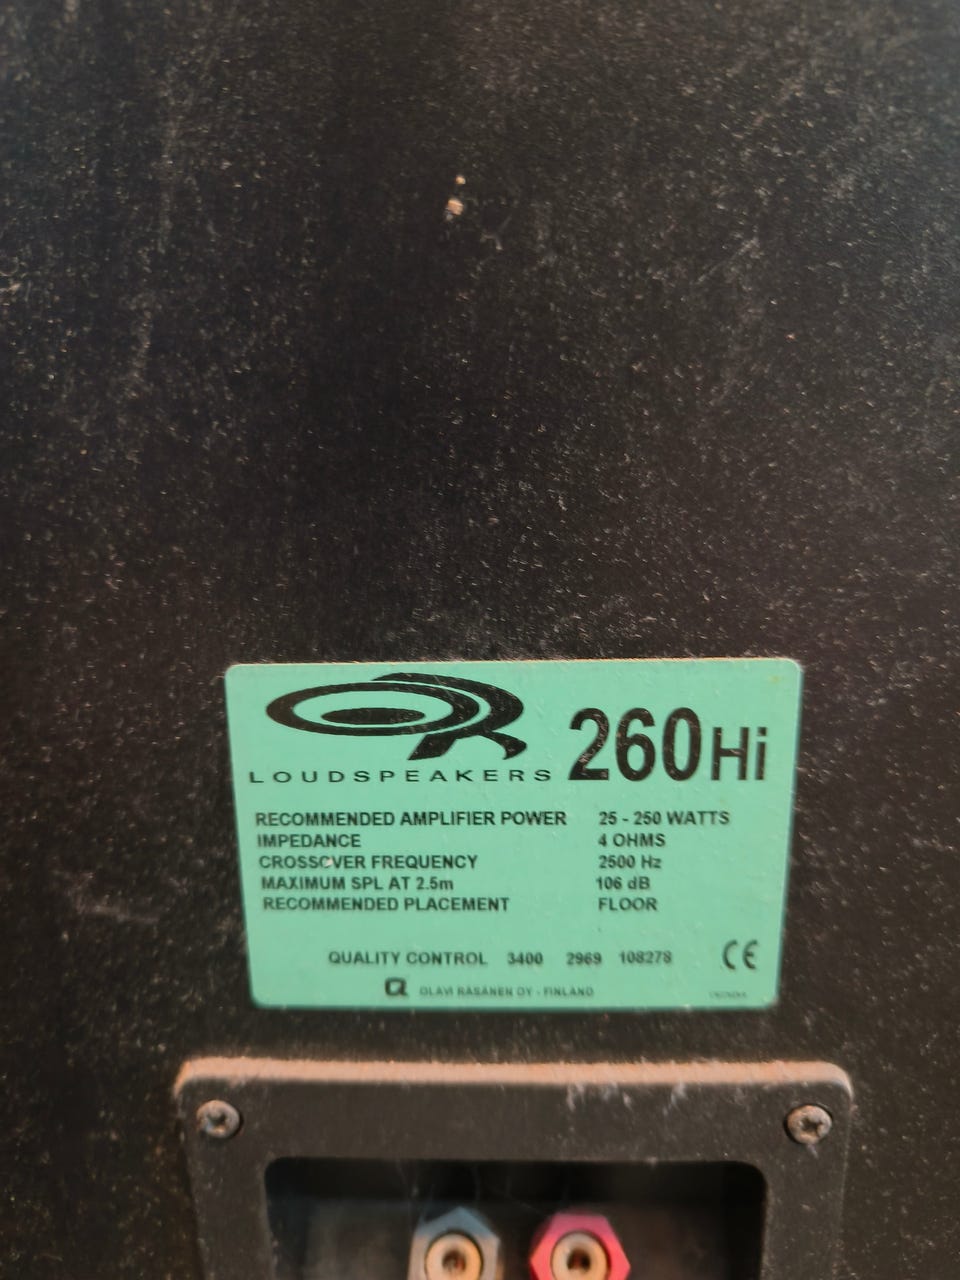 QR
LOUDSPEAKERS
260Hi
RECOMMENDED AMPLIFIER POWER 25 - 250 WATTS
IMPEDANCE 4 OHMS
CROSSOVER FREQUENCY 2500 Hz
MAXIMUM SPL AT 2.5m 106 dB
RECOMMENDED PLACEMENT FLOOR
QUALITY CONTROL 3400 2969 108278 CE
OLAVI RÄSÄNEN OY - FINLAND